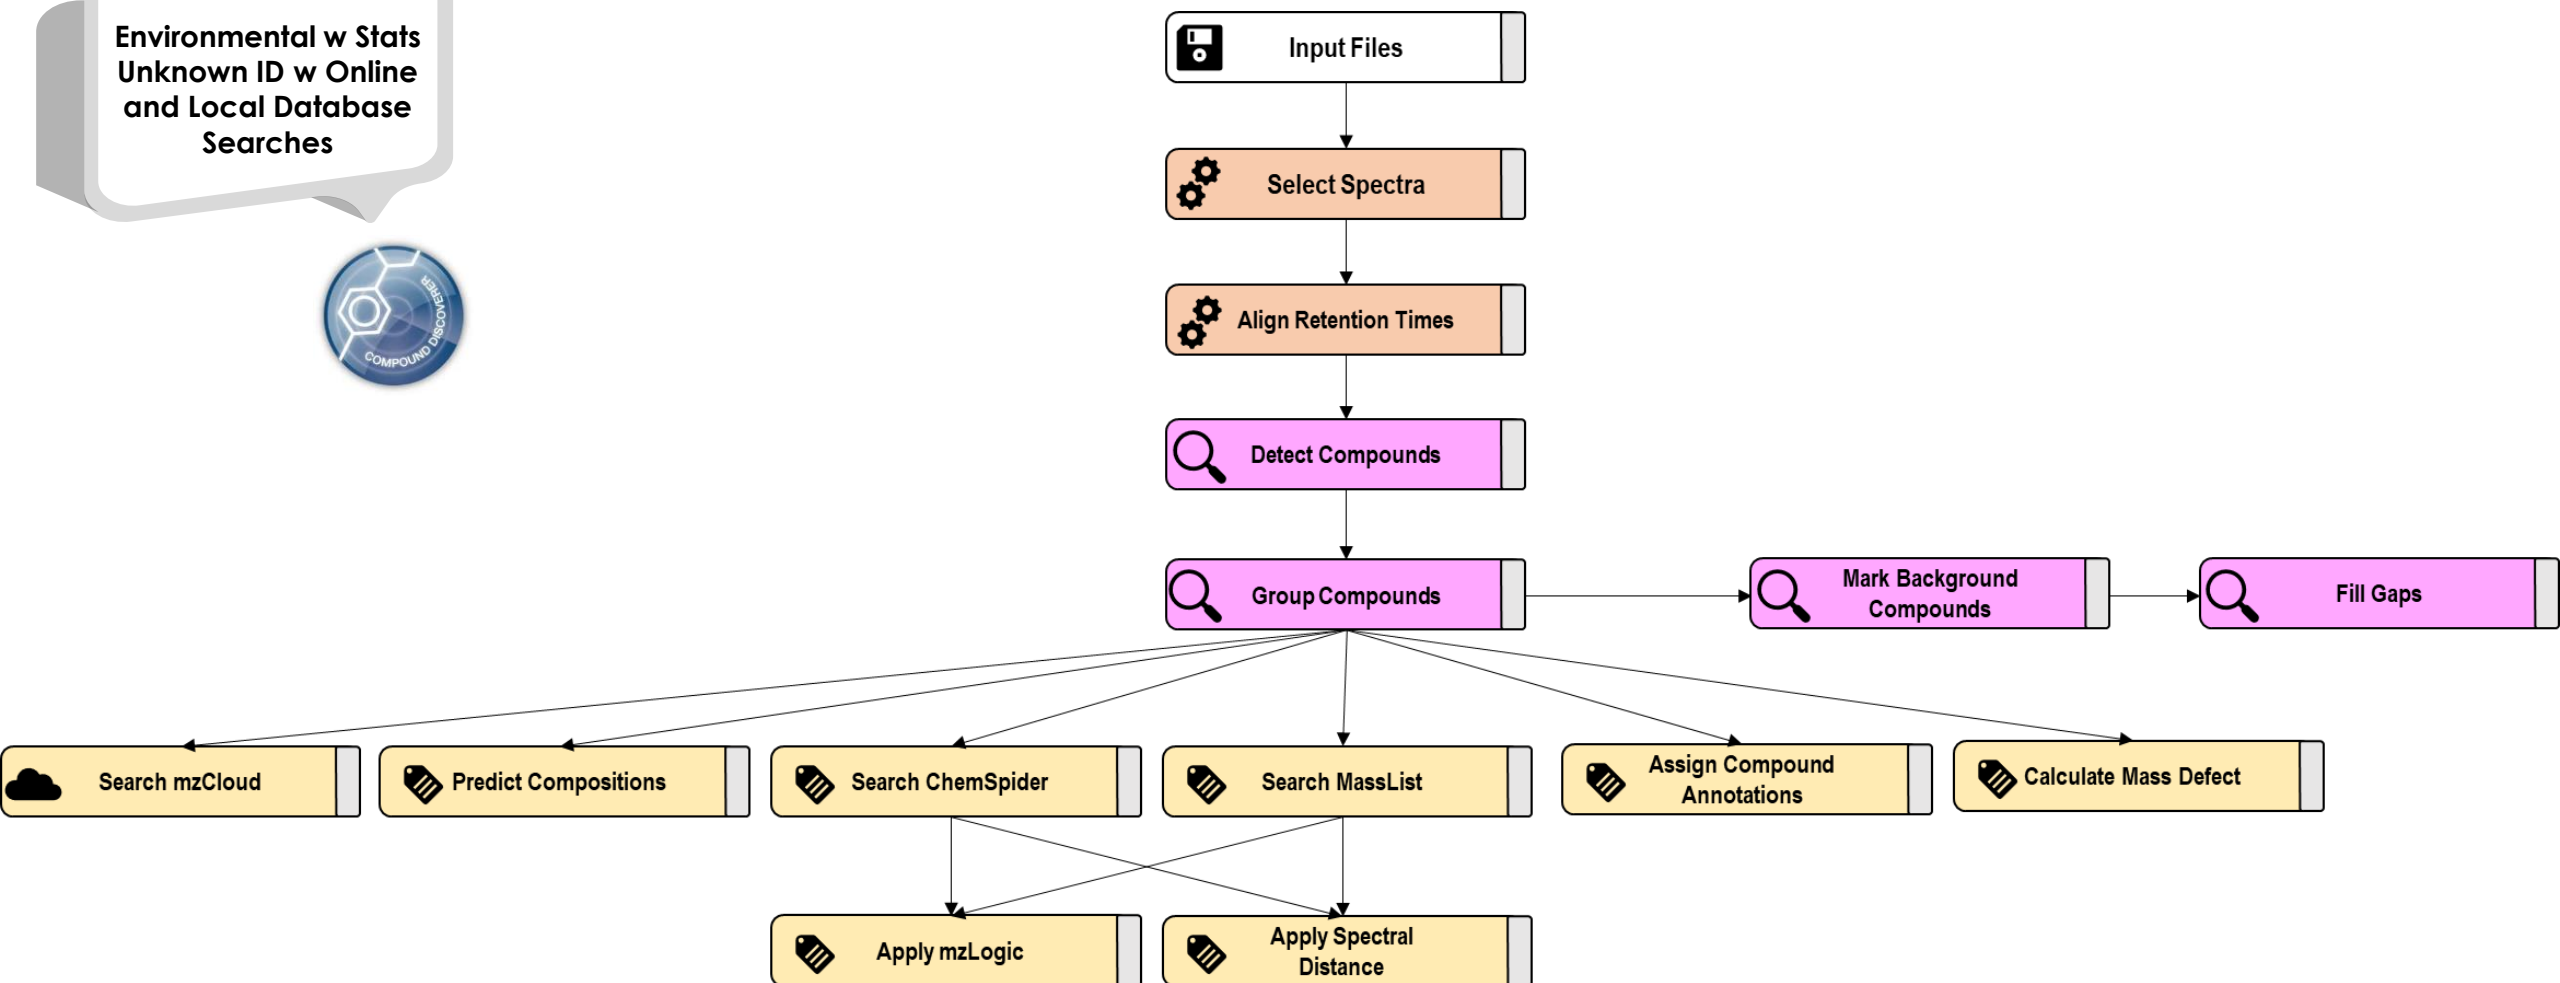 Environmental w Stats
Unknown ID w Online
and Local Database
Searches
COMPOUND DISCOVERER
Input Files
Select Spectra
Align Retention Times
Detect Compounds
Group Compounds
Mark Background
Compounds
Fill Gaps
Search mzCloud
Predict Compositions
Search ChemSpider
Search MassList
Assign Compound
Annotations
Calculate Mass Defect
Apply mzLogic
Apply Spectral
Distance